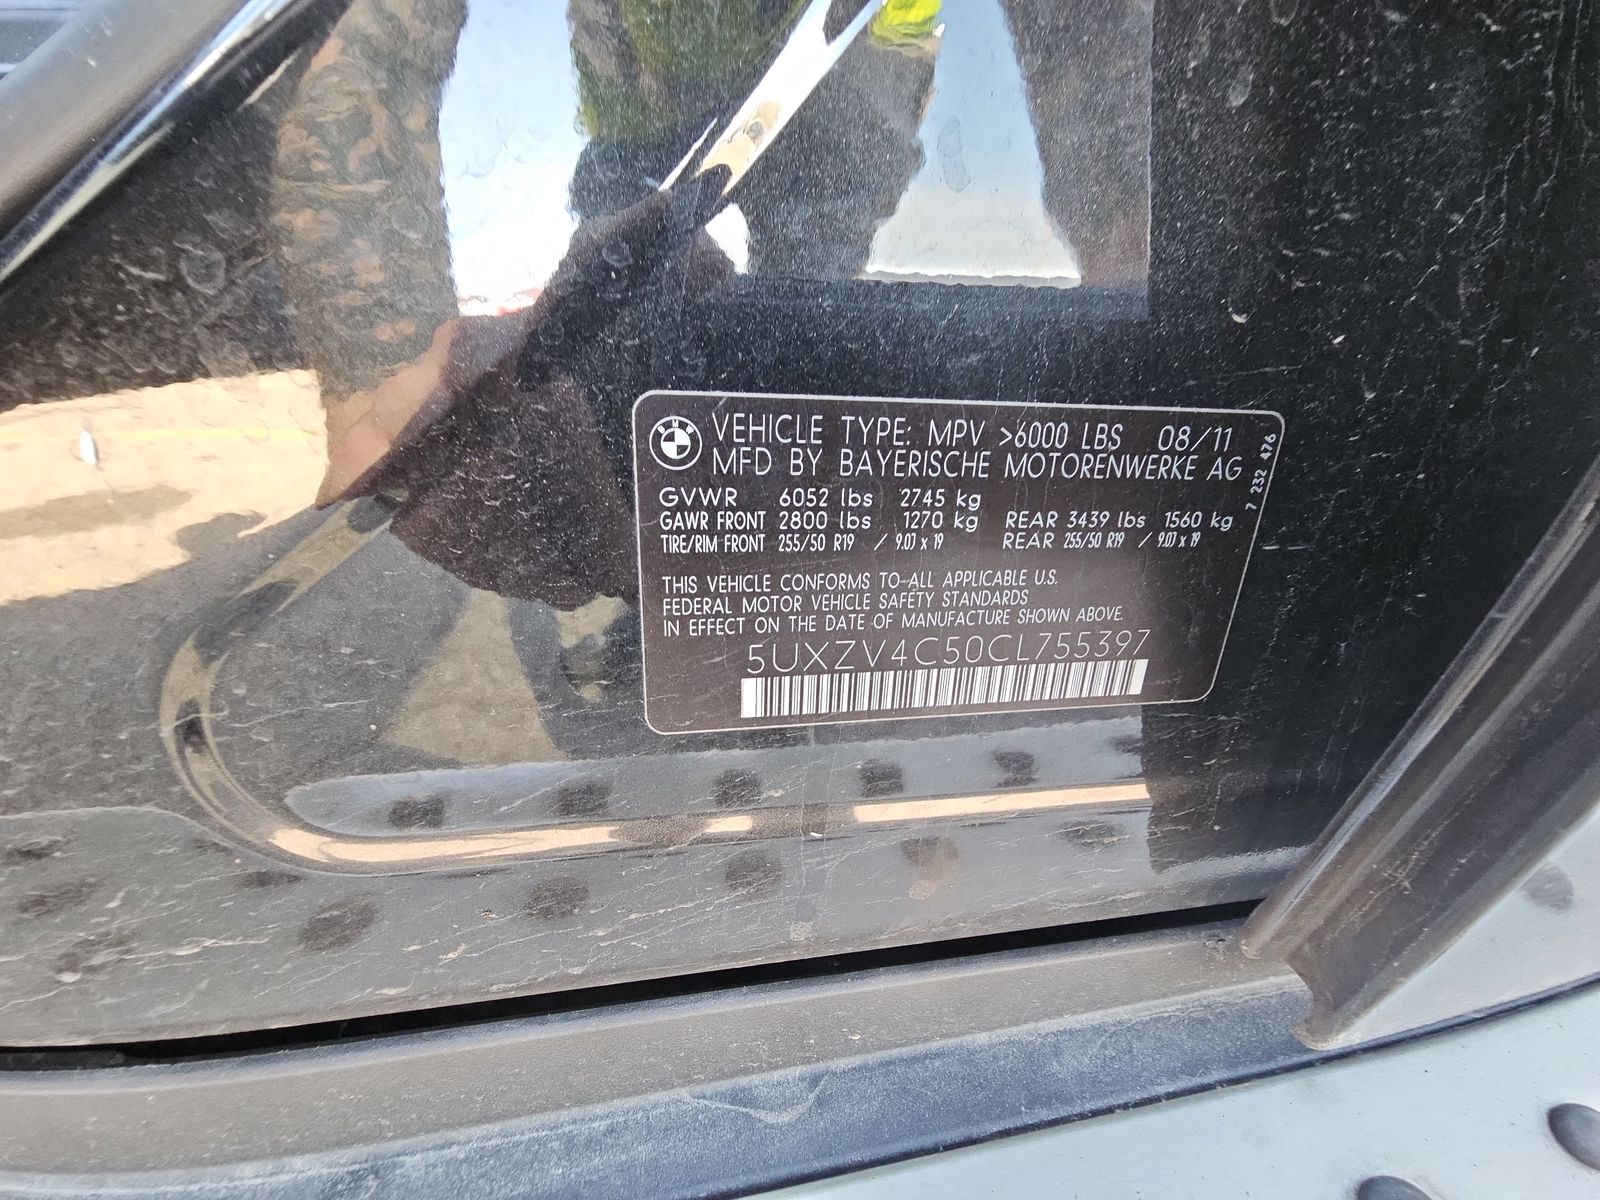 BMW
VEHICLE TYPE: MPV >6000 LBS 08/11
MFD BY BAYERISCHE MOTORENWERKE AG
GVWR 6052 lbs 2745 kg
GAWR FRONT 2800 lbs 1270 kg REAR 3439 lbs 1560 kg
TIRE/RIM FRONT 255/50 R19 / 9.0J x 19 REAR 255/50 R19 / 9.0J x 19
7 232 476
THIS VEHICLE CONFORMS TO ALL APPLICABLE U.S.
FEDERAL MOTOR VEHICLE SAFETY STANDARDS
IN EFFECT ON THE DATE OF MANUFACTURE SHOWN ABOVE.
5UXZV4C50CL755397